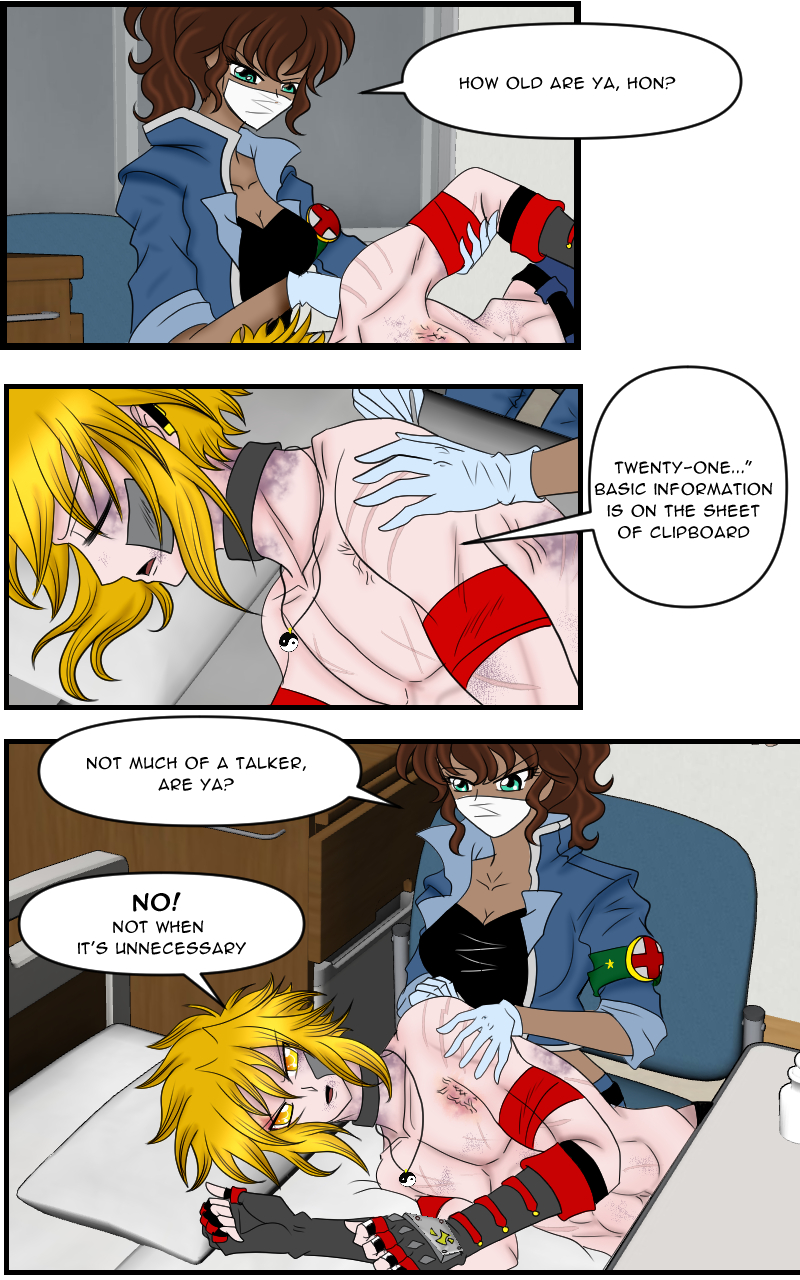 HOW OLD ARE YA, HON?
TWENTY-ONE..."
BASIC INFORMATION
IS ON THE SHEET
OF CLIPBOARD
NOT MUCH OF A TALKER,
ARE YA?
NO!
NOT WHEN
IT'S UNNECESSARY